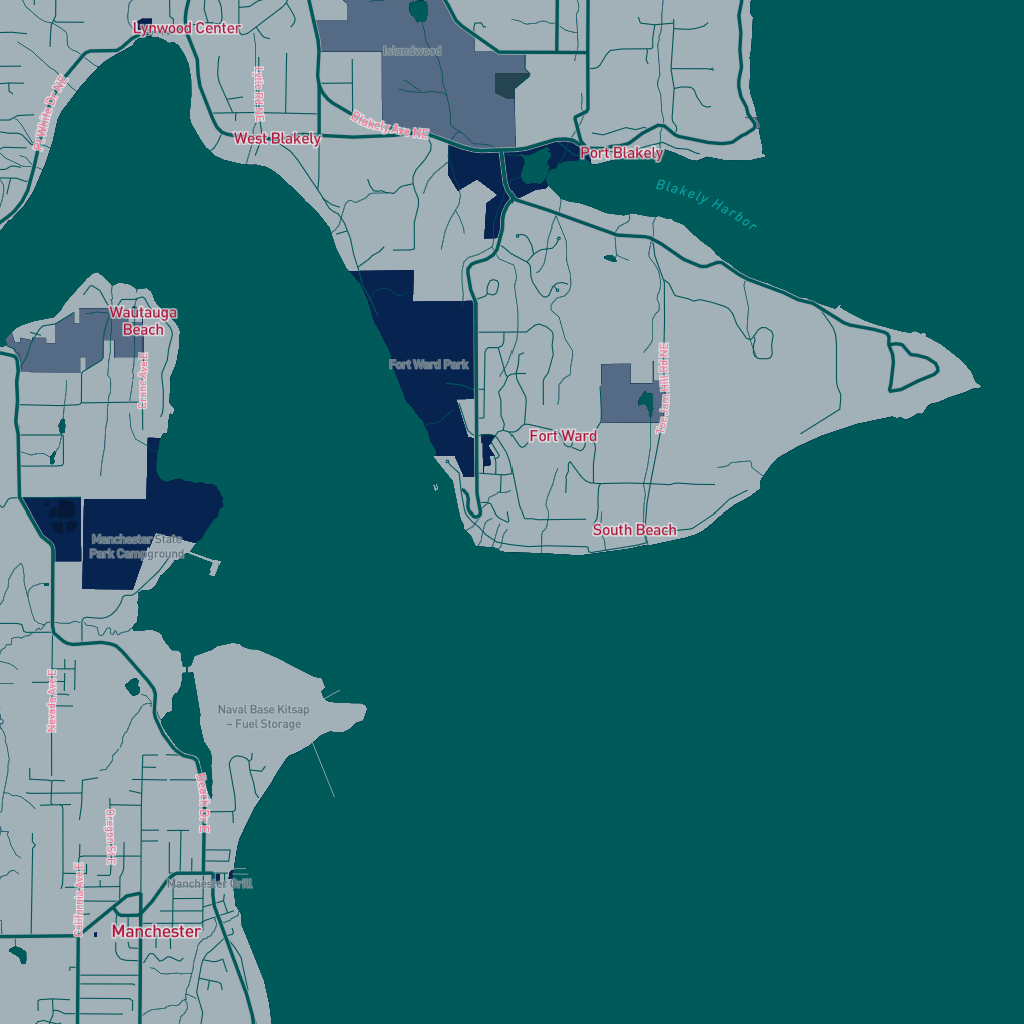 Lynwood Center
Islandwood
Pt White Dr NE
Lytle Rd NE
Blakely Ave NE
West Blakely
Port Blakely
Blakely Harbor
Wautauga
Beach
Crane Ave E
Fort Ward Park
Toe Jam Hill Rd NE
Fort Ward
South Beach
Manchester State
Park Campground
Nevada Ave E
Naval Base Kitsap
– Fuel Storage
Beach Dr E
Oregon St E
California Ave E
Manchester Grill
Manchester